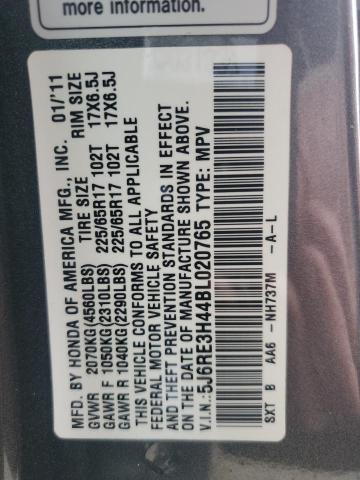 more information.
MFD. BY HONDA OF AMERICA MFG., INC. 01/'11
TIRE SIZE RIM SIZE
GVWR 2070KG(4560LBS)
GAWR F 1050KG(2310LBS) 225/65R17 102T 17X6.5J
GAWR R 1040KG(2290LBS) 225/65R17 102T 17X6.5J
THIS VEHICLE CONFORMS TO ALL APPLICABLE
FEDERAL MOTOR VEHICLE SAFETY
AND THEFT PREVENTION STANDARDS IN EFFECT
ON THE DATE OF MANUFACTURE SHOWN ABOVE.
V.I.N.: 5J6RE3H44BL020765 TYPE: MPV
SXT B AA6 -NH737M -A-L